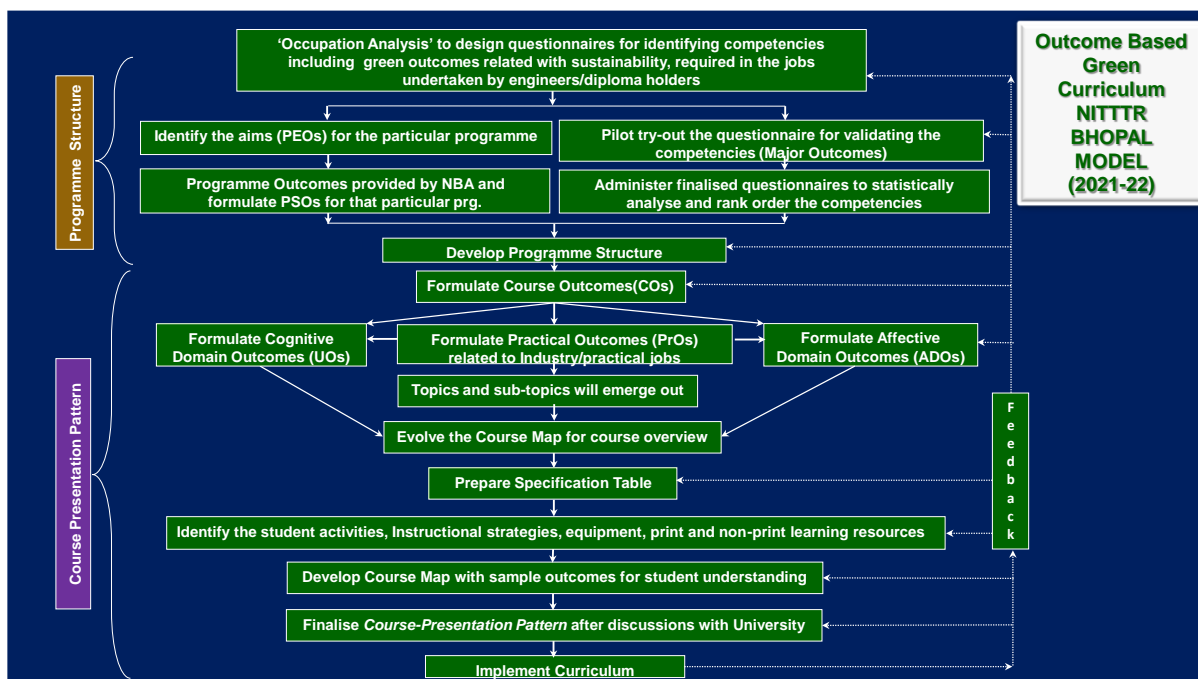 ‘Occupation Analysis’ to design questionnaires for identifying competencies
including green outcomes related with sustainability, required in the jobs
undertaken by engineers/diploma holders
Outcome Based
Green
Curriculum
NITTTR
BHOPAL
MODEL
(2021-22)
Programme Structure
Identify the aims (PEOs) for the particular programme
Pilot try-out the questionnaire for validating the
competencies (Major Outcomes)
Programme Outcomes provided by NBA and
formulate PSOs for that particular prg.
Administer finalised questionnaires to statistically
analyse and rank order the competencies
Develop Programme Structure
Formulate Course Outcomes(COs)
Course Presentation Pattern
Formulate Cognitive
Domain Outcomes (UOs)
Formulate Practical Outcomes (PrOs)
related to Industry/practical jobs
Formulate Affective
Domain Outcomes (ADOs)
Topics and sub-topics will emerge out
Evolve the Course Map for course overview
Prepare Specification Table
Identify the student activities, Instructional strategies, equipment, print and non-print learning resources
Develop Course Map with sample outcomes for student understanding
Finalise Course-Presentation Pattern after discussions with University
Implement Curriculum
Feedback